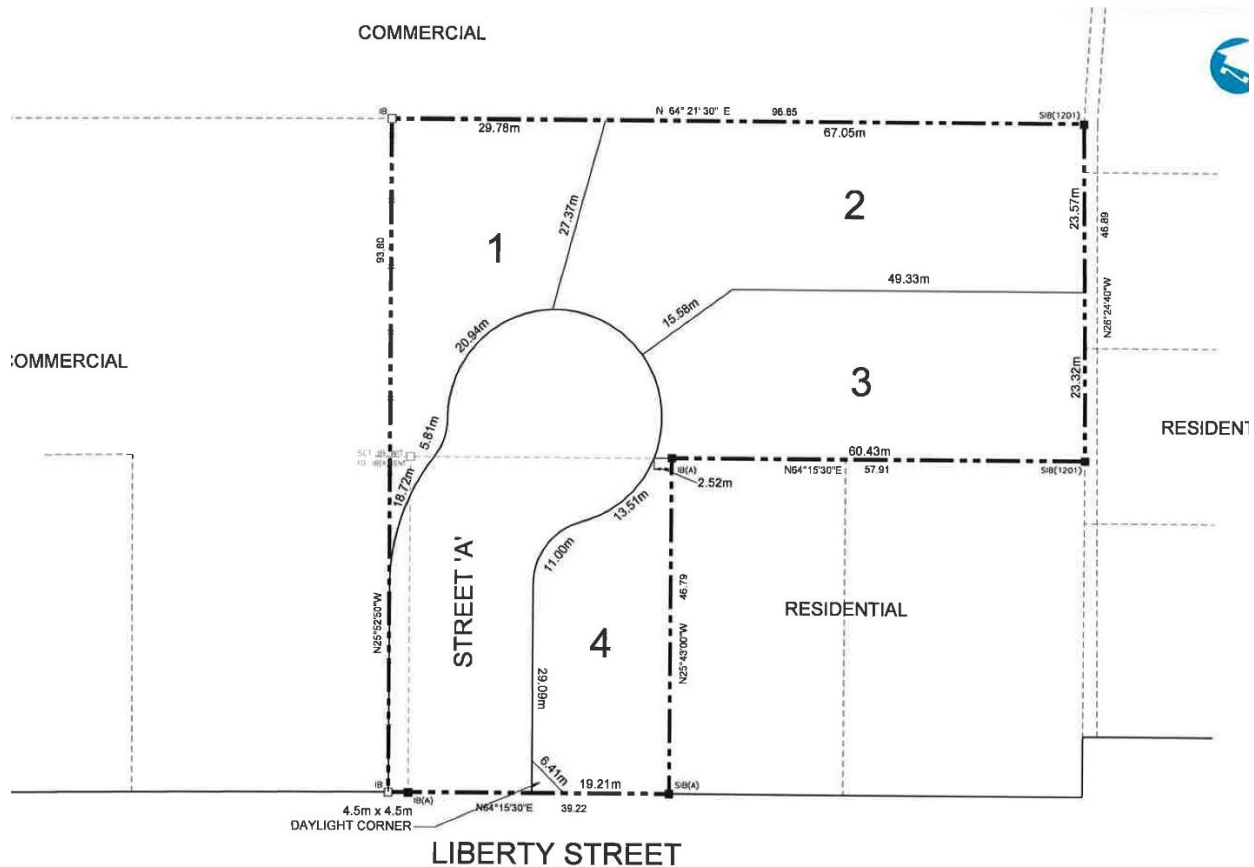 COMMERCIAL
IB
N 64° 21' 30" E 96.85
SIB(1201)
29.78m
67.05m
27.37m
23.57m
46.89
2
1
93.80
49.33m
15.58m
N26°24'40"W
20.94m
:OMMERCIAL
3
23.32m
5.81m
RESIDENT
60.43m
IB(A)
N64°15'30"E 57.91
SIB(1201)
2.52m
18.72m
13.51m
11.00m
STREET 'A'
46.79
RESIDENTIAL
N25°52'50"W
4
N25°43'00"W
29.09m
6.41m
19.21m
IB
IB(A)
N64°15'30"E 39.22
SIB(A)
4.5m x 4.5m
DAYLIGHT CORNER
LIBERTY STREET